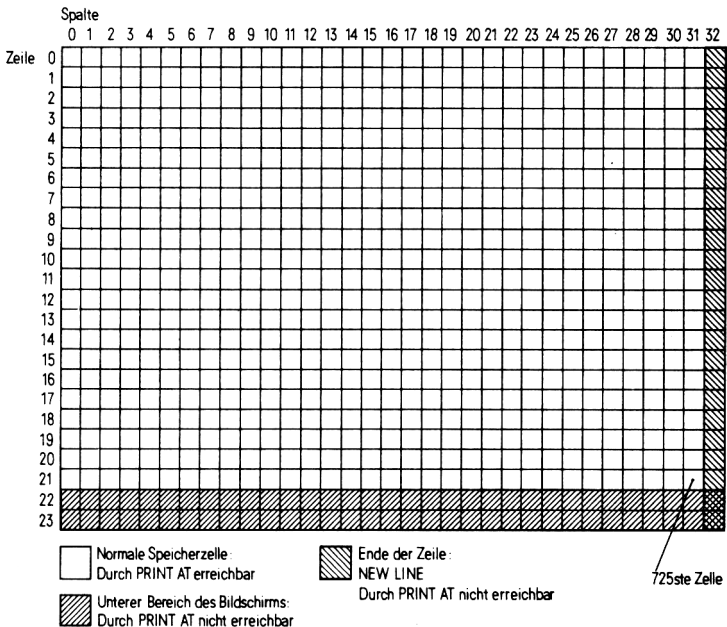 Spalte
0 1 2 3 4 5 6 7 8 9 10 11 12 13 14 15 16 17 18 19 20 21 22 23 24 25 26 27 28 29 30 31 32
Zeile 0
1
2
3
4
5
6
7
8
9
10
11
12
13
14
15
16
17
18
19
20
21
22
23
Normale Speicherzelle:
Durch PRINT AT erreichbar
Unterer Bereich des Bildschirms:
Durch PRINT AT nicht erreichbar
Ende der Zeile:
NEW LINE
Durch PRINT AT nicht erreichbar
725ste Zelle